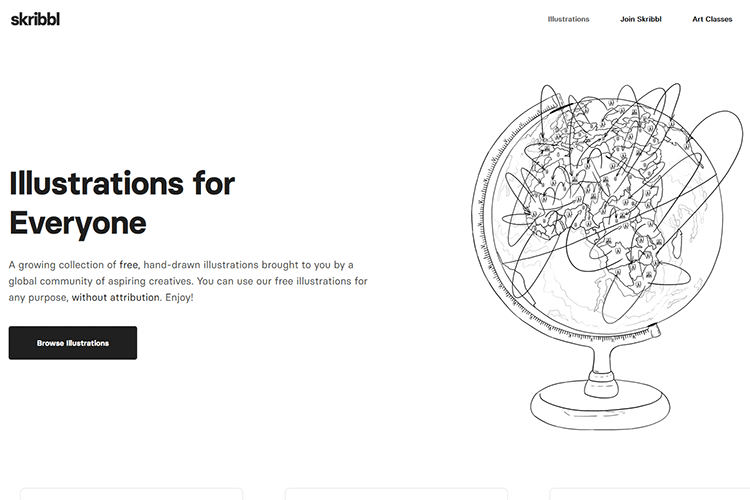 skribbl
Illustrations
Join Skribbl
Art Classes
Illustrations for
Everyone
A growing collection of free, hand-drawn illustrations brought to you by a
global community of aspiring creatives. You can use our free illustrations for
any purpose, without attribution. Enjoy!
Browse Illustrations